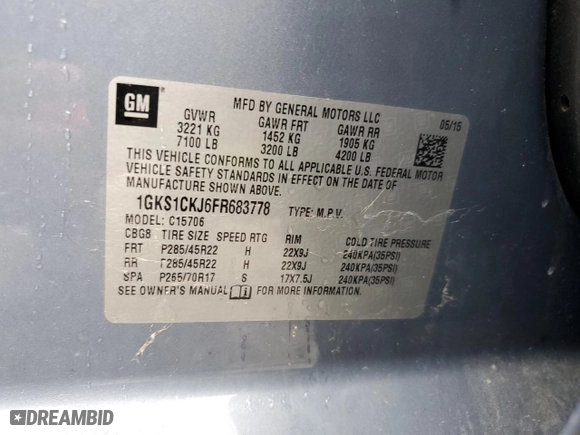 GM
MFD BY GENERAL MOTORS LLC
05/15
GVWR GAWR FRT GAWR RR
3221 KG 1452 KG 1905 KG
7100 LB 3200 LB 4200 LB
THIS VEHICLE CONFORMS TO ALL APPLICABLE U.S. FEDERAL MOTOR
VEHICLE SAFETY AND THEFT PREVENTION STANDARDS IN EFFECT ON THE DATE OF
MANUFACTURE SHOWN ABOVE.
1GKS1CKJ6FR683778 TYPE: M.P.V.
MODEL: C15706
CBG8 TIRE SIZE SPEED RTG RIM COLD TIRE PRESSURE
FRT P285/45R22 H 22X9J 240KPA(35PSI)
RR P285/45R22 H 22X9J 240KPA(35PSI)
SPA P265/70R17 S 17X7.5J 240KPA(35PSI)
SEE OWNER'S MANUAL FOR MORE INFORMATION.
DREAMBID